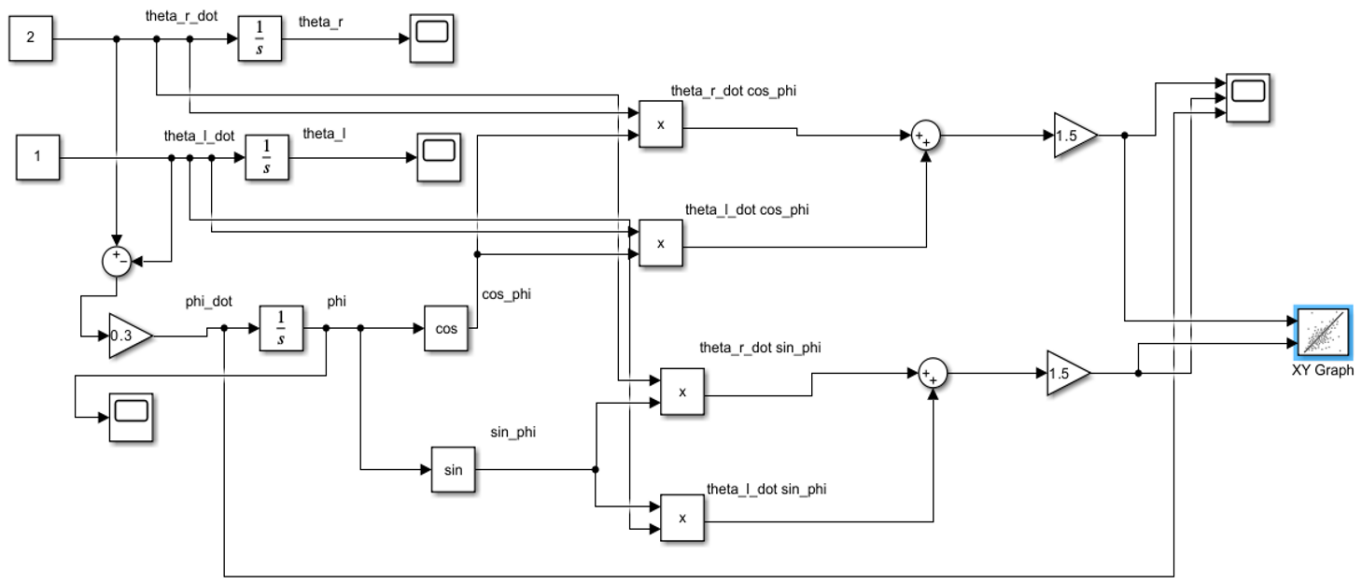 theta_r_dot
theta_r
2
1
s
theta_r_dot cos_phi
x
theta_l_dot
theta_l
1
1
s
+
+
1.5
theta_l_dot cos_phi
x
+
−
phi_dot
phi
cos_phi
0.3
1
s
cos
theta_r_dot sin_phi
x
+
+
1.5
XY Graph
sin_phi
sin
theta_l_dot sin_phi
x